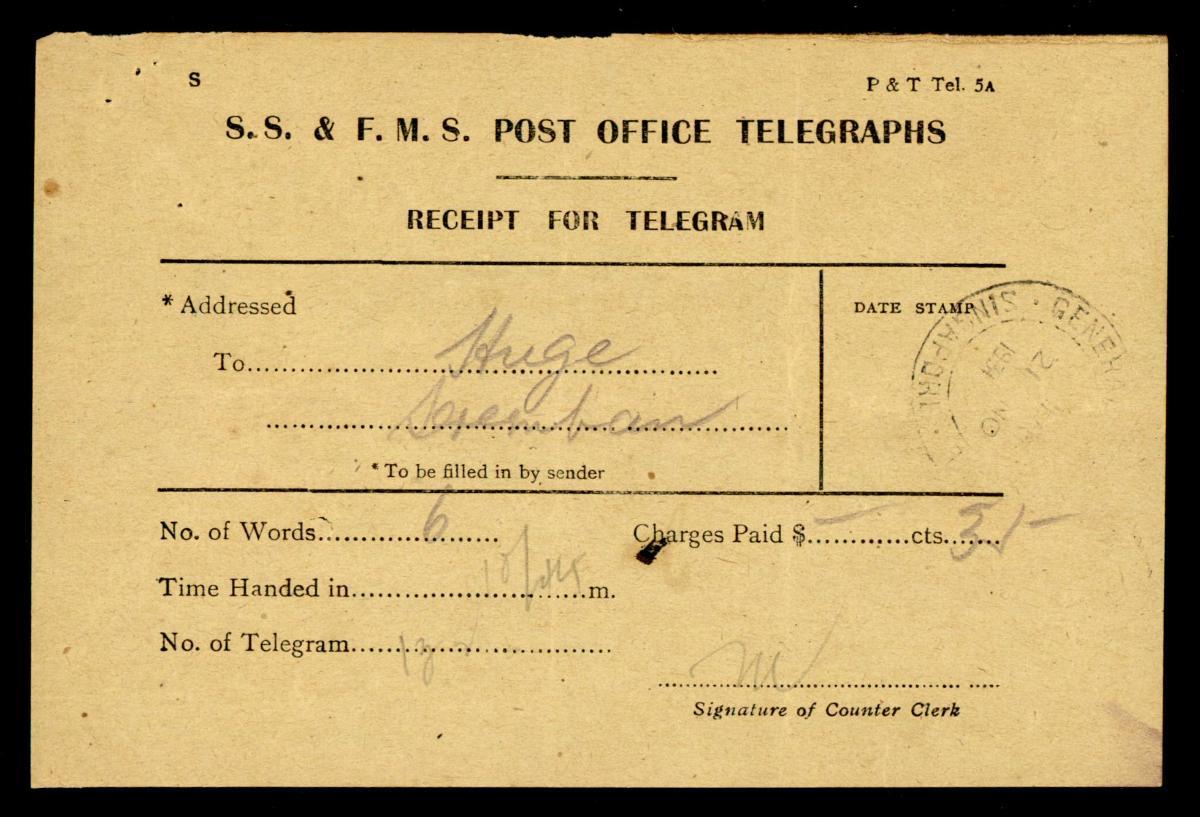 S P & T Tel. 5A
S. S. & F. M. S. POST OFFICE TELEGRAPHS
RECEIPT FOR TELEGRAM
* Addressed
DATE STAMP
To Huge
* To be filled in by sender
No. of Words 6 Charges Paid $ — cts 35
Time Handed in m.
No. of Telegram
Signature of Counter Clerk